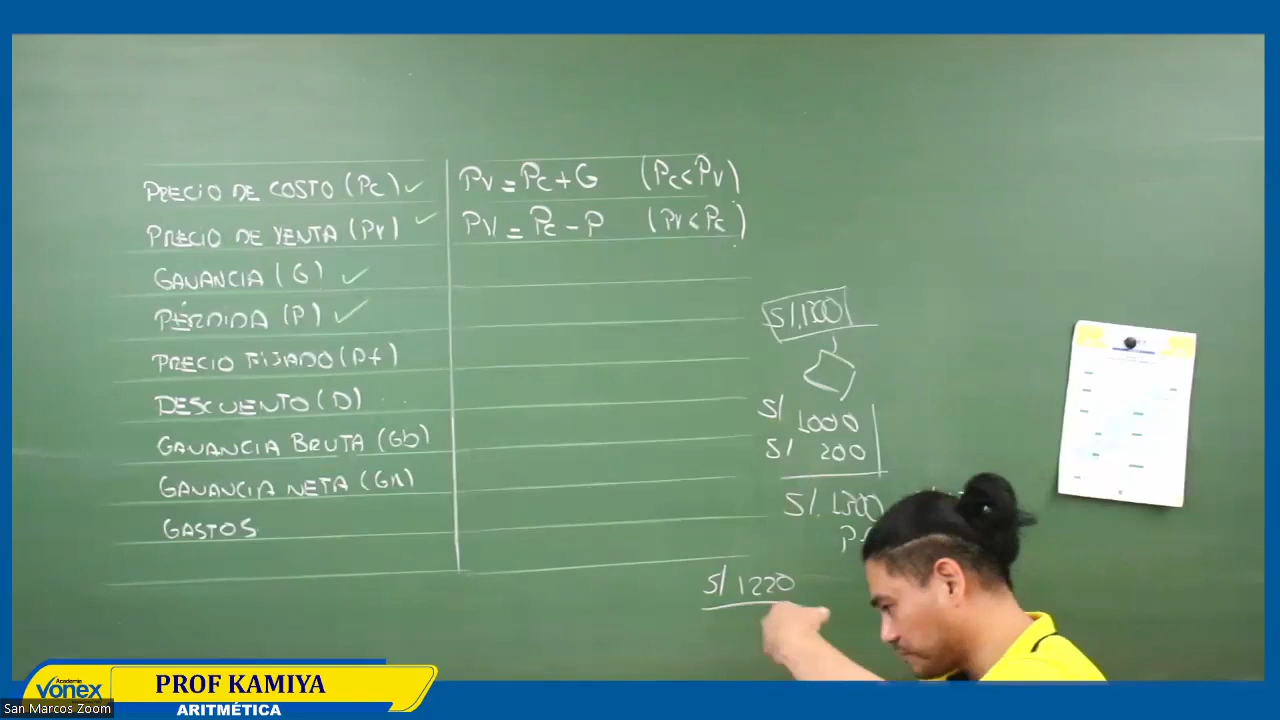 PRECIO DE COSTO (Pc) ✓
PRECIO DE VENTA (Pv) ✓
GANANCIA (G) ✓
PÉRDIDA (P) ✓
PRECIO FIJADO (Pf)
DESCUENTO (D)
GANANCIA BRUTA (Gb)
GANANCIA NETA (GN)
GASTOS
Pv = Pc + G (Pc < Pv)
Pv = Pc - P (Pv < Pc)
S/
S/ 1000
S/ 200
S/.
S/ 1220
Academia
VONEX
PROF KAMIYA
ARITMÉTICA
San Marcos Zoom